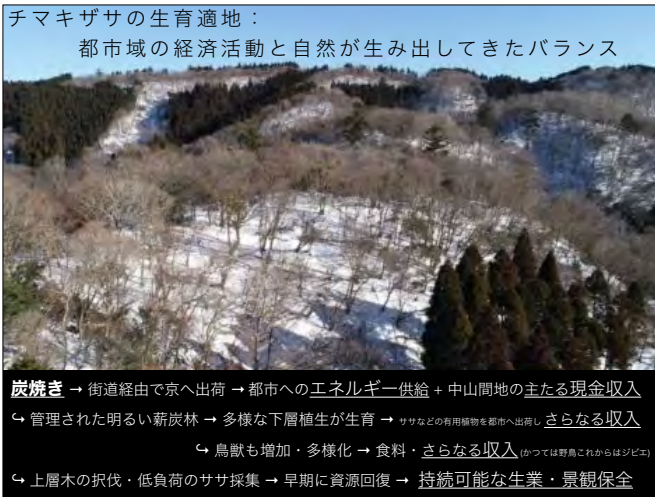 チマキザサの生育適地：
都市域の経済活動と自然が生み出してきたバランス
炭焼き → 街道経由で京へ出荷 → 都市へのエネルギー供給 + 中山間地の主たる現金収入
↪ 管理された明るい薪炭林 → 多様な下層植生が生育 → ササなどの有用植物を都市へ出荷し さらなる収入
↪ 鳥獣も増加・多様化 → 食料・さらなる収入 (かつては野鳥これからはジビエ)
↪ 上層木の択伐・低負荷のササ採集 → 早期に資源回復 → 持続可能な生業・景観保全